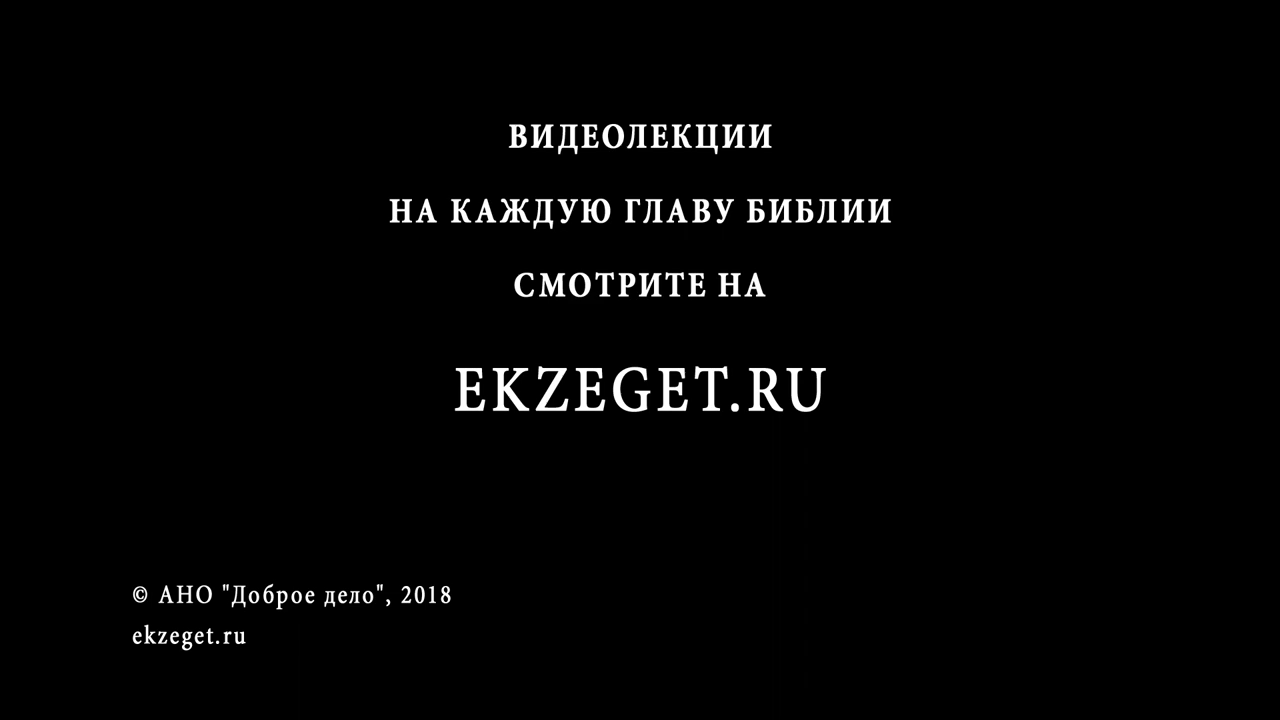 ВИДЕОЛЕКЦИИ
НА КАЖДУЮ ГЛАВУ БИБЛИИ
СМОТРИТЕ НА
EKZEGET.RU
© АНО "Доброе дело", 2018
ekzeget.ru